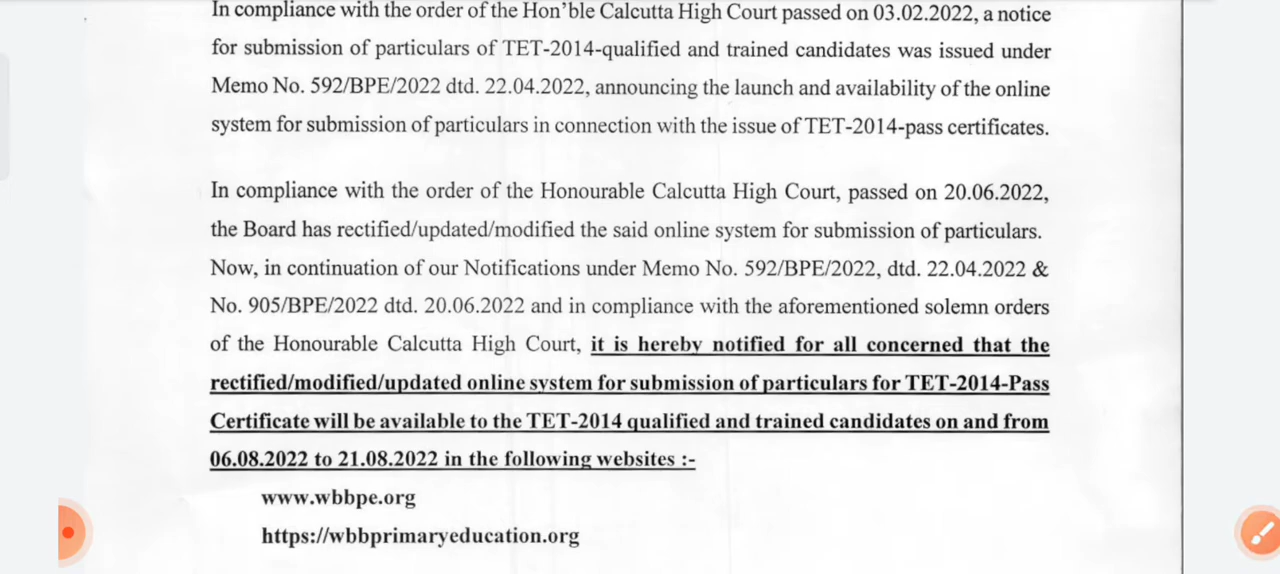 In compliance with the order of the Hon’ble Calcutta High Court passed on 03.02.2022, a notice
for submission of particulars of TET-2014-qualified and trained candidates was issued under
Memo No. 592/BPE/2022 dtd. 22.04.2022, announcing the launch and availability of the online
system for submission of particulars in connection with the issue of TET-2014-pass certificates.
In compliance with the order of the Honourable Calcutta High Court, passed on 20.06.2022,
the Board has rectified/updated/modified the said online system for submission of particulars.
Now, in continuation of our Notifications under Memo No. 592/BPE/2022, dtd. 22.04.2022 &
No. 905/BPE/2022 dtd. 20.06.2022 and in compliance with the aforementioned solemn orders
of the Honourable Calcutta High Court, it is hereby notified for all concerned that the
rectified/modified/updated online system for submission of particulars for TET-2014-Pass
Certificate will be available to the TET-2014 qualified and trained candidates on and from
06.08.2022 to 21.08.2022 in the following websites :-
www.wbbpe.org
https://wbbprimaryeducation.org